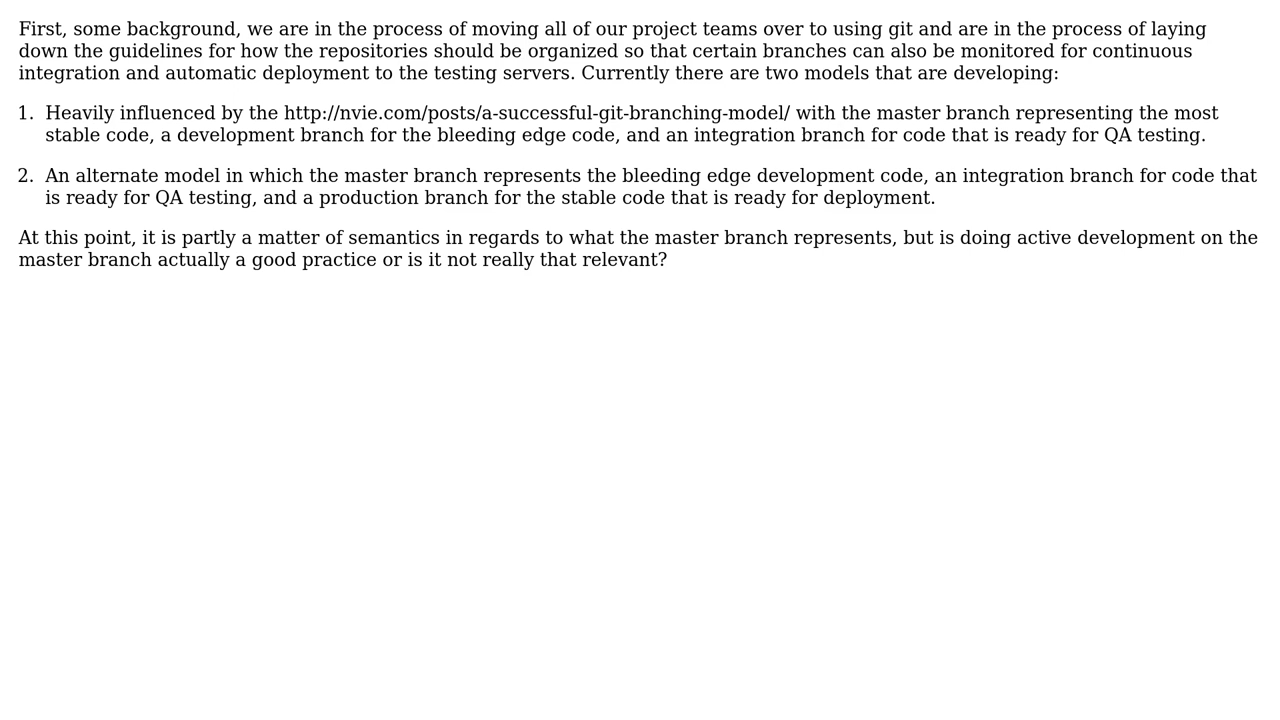 First, some background, we are in the process of moving all of our project teams over to using git and are in the process of laying
down the guidelines for how the repositories should be organized so that certain branches can also be monitored for continuous
integration and automatic deployment to the testing servers. Currently there are two models that are developing:
1. Heavily influenced by the http://nvie.com/posts/a-successful-git-branching-model/ with the master branch representing the most
stable code, a development branch for the bleeding edge code, and an integration branch for code that is ready for QA testing.
2. An alternate model in which the master branch represents the bleeding edge development code, an integration branch for code that
is ready for QA testing, and a production branch for the stable code that is ready for deployment.
At this point, it is partly a matter of semantics in regards to what the master branch represents, but is doing active development on the
master branch actually a good practice or is it not really that relevant?